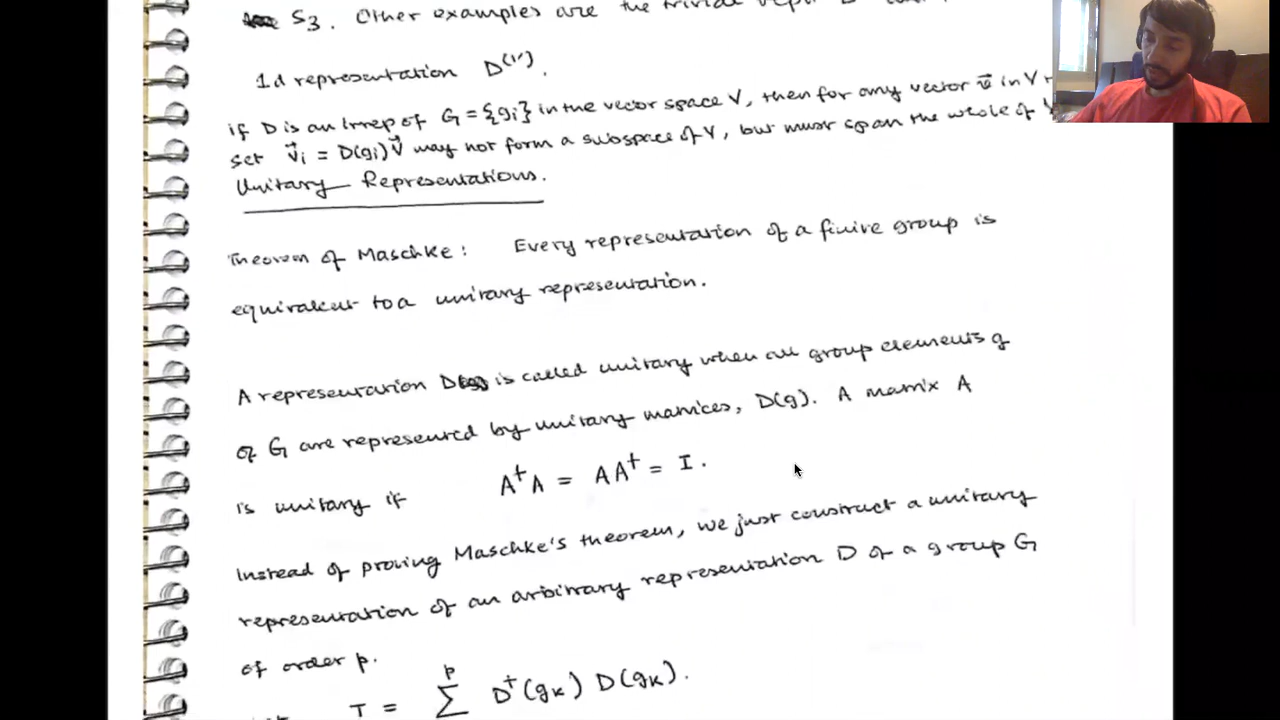 S3. Other examples are the trivial
1d representation D^(1').
if D is an Irrep of G = {gi} in the vector space V, then for any vector v⃗ in V
set v⃗i = D(gi) v⃗ may not form a subspace of V, but must span the whole of
Unitary Representations.
Theorem of Maschke: Every representation of a finite group is
equivalent to a unitary representation.
A representation D is called unitary when all group elements g
of G are represented by unitary matrices, D(g). A matrix A
is unitary if A†A = AA† = I.
Instead of proving Maschke's theorem, we just construct a unitary
representation of an arbitrary representation D of a group G
of order p.
T = Σ^p D†(gK) D(gK).